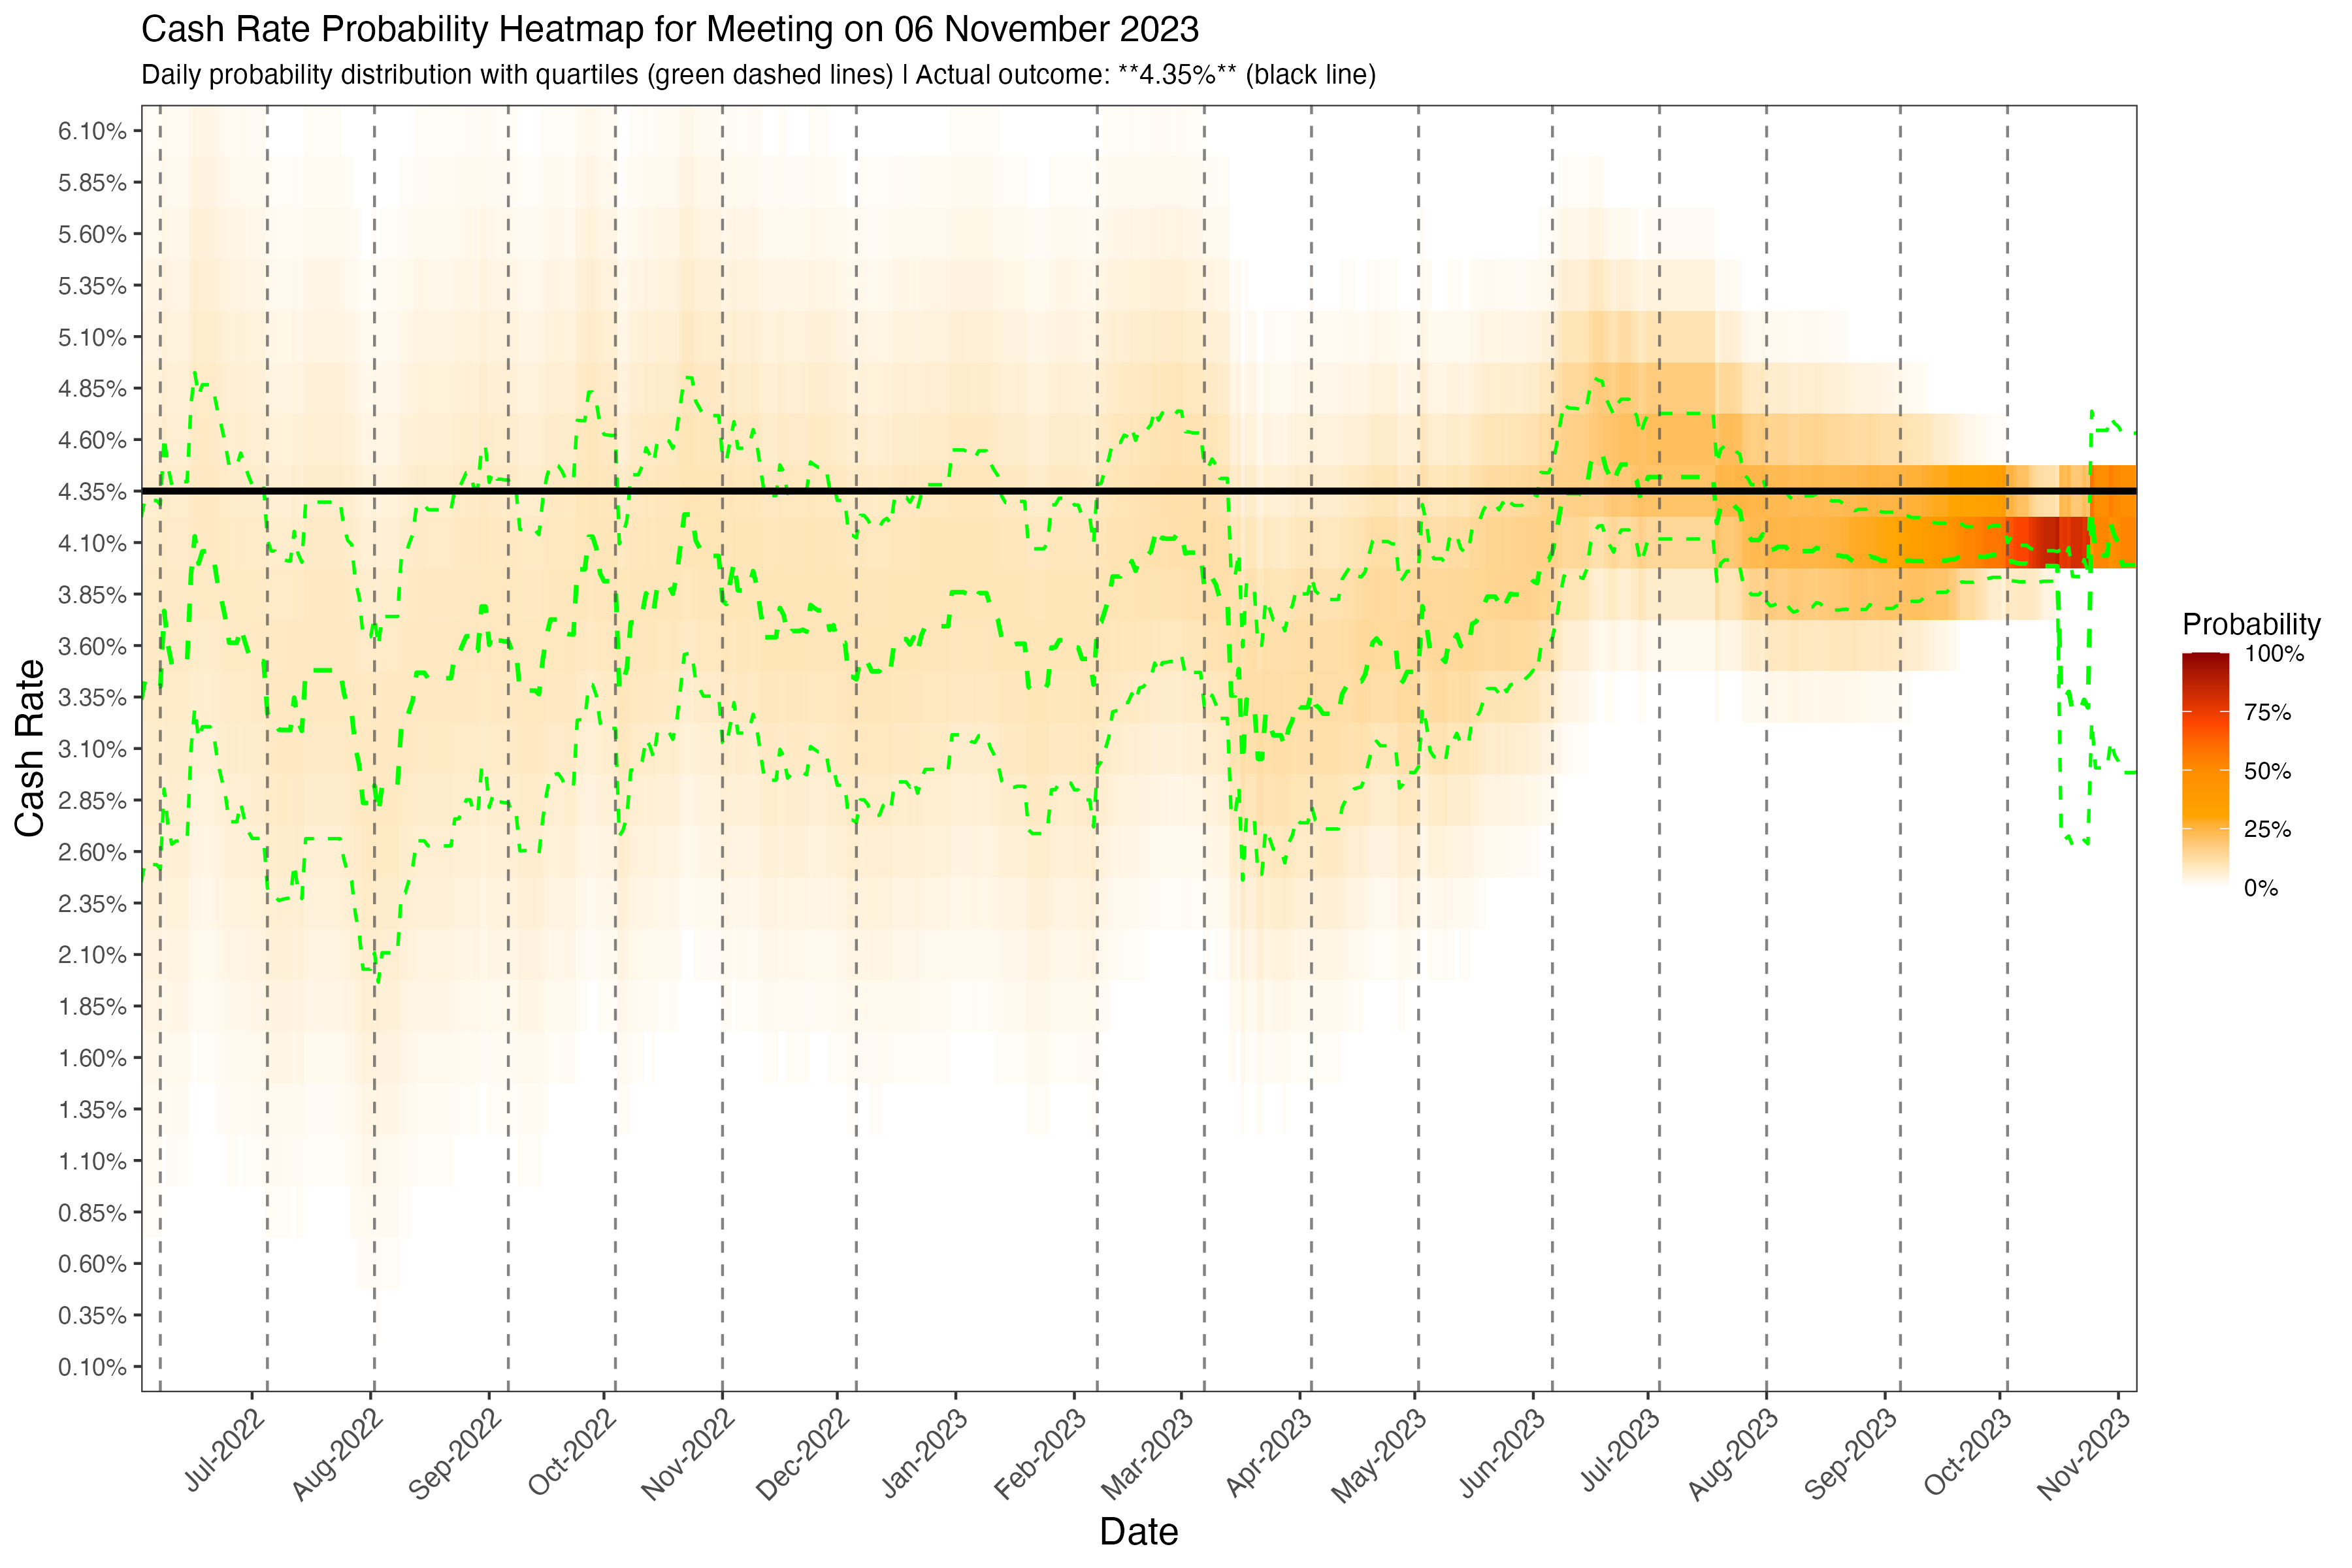 Cash Rate Probability Heatmap for Meeting on 06 November 2023
Daily probability distribution with quartiles (green dashed lines) | Actual outcome: **4.35%** (black line)
Cash Rate
6.10%
5.85%
5.60%
5.35%
5.10%
4.85%
4.60%
4.35%
4.10%
3.85%
3.60%
3.35%
3.10%
2.85%
2.60%
2.35%
2.10%
1.85%
1.60%
1.35%
1.10%
0.85%
0.60%
0.35%
0.10%
Jul-2022
Aug-2022
Sep-2022
Oct-2022
Nov-2022
Dec-2022
Jan-2023
Feb-2023
Mar-2023
Apr-2023
May-2023
Jun-2023
Jul-2023
Aug-2023
Sep-2023
Oct-2023
Nov-2023
Date
Probability
100%
75%
50%
25%
0%